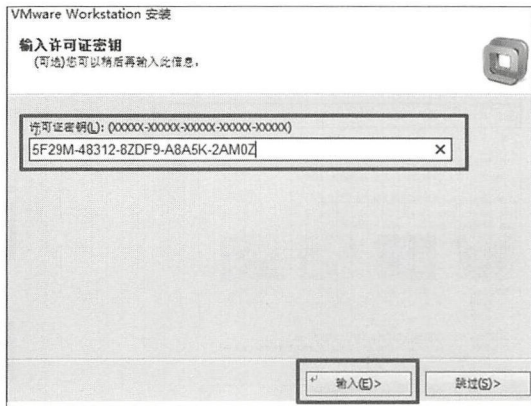 VMware Workstation 安装
输入许可证密钥
(可选)您可以稍后再输入此信息。
许可证密钥(L): (XXXXX-XXXXX-XXXXX-XXXXX-XXXXX)
5F29M-48312-8ZDF9-A8A5K-2AM0Z
输入(E)>
跳过(S)>